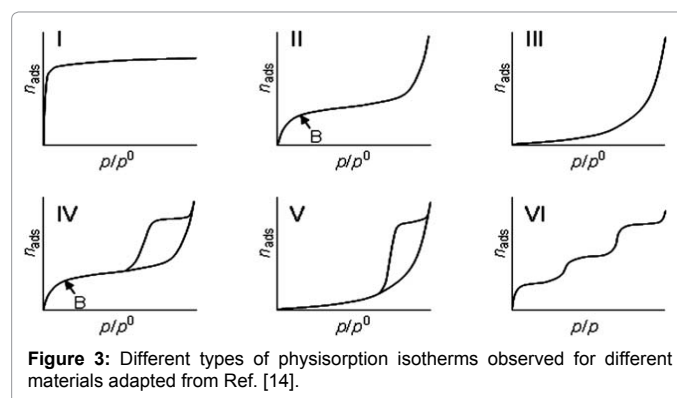 I
n_ads
p/p⁰
II
n_ads
B
p/p⁰
III
n_ads
p/p⁰
IV
n_ads
B
p/p⁰
V
n_ads
p/p⁰
VI
n_ads
p/p
Figure 3: Different types of physisorption isotherms observed for different
materials adapted from Ref. [14].